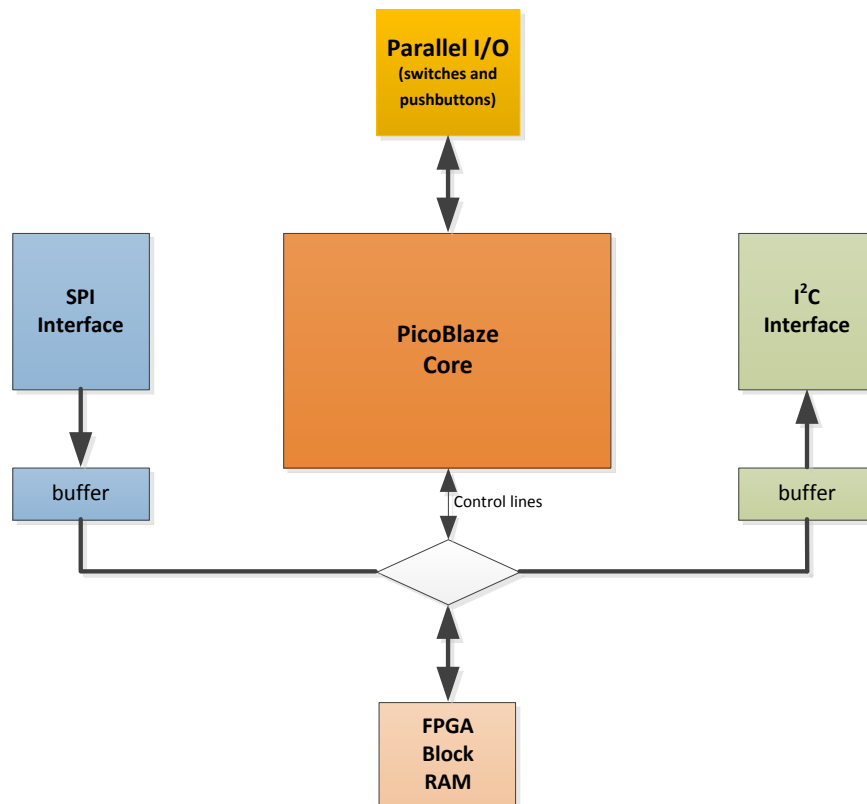 Parallel I/O
(switches and
pushbuttons)
SPI
Interface
PicoBlaze
Core
I²C
Interface
buffer
Control lines
buffer
FPGA
Block
RAM